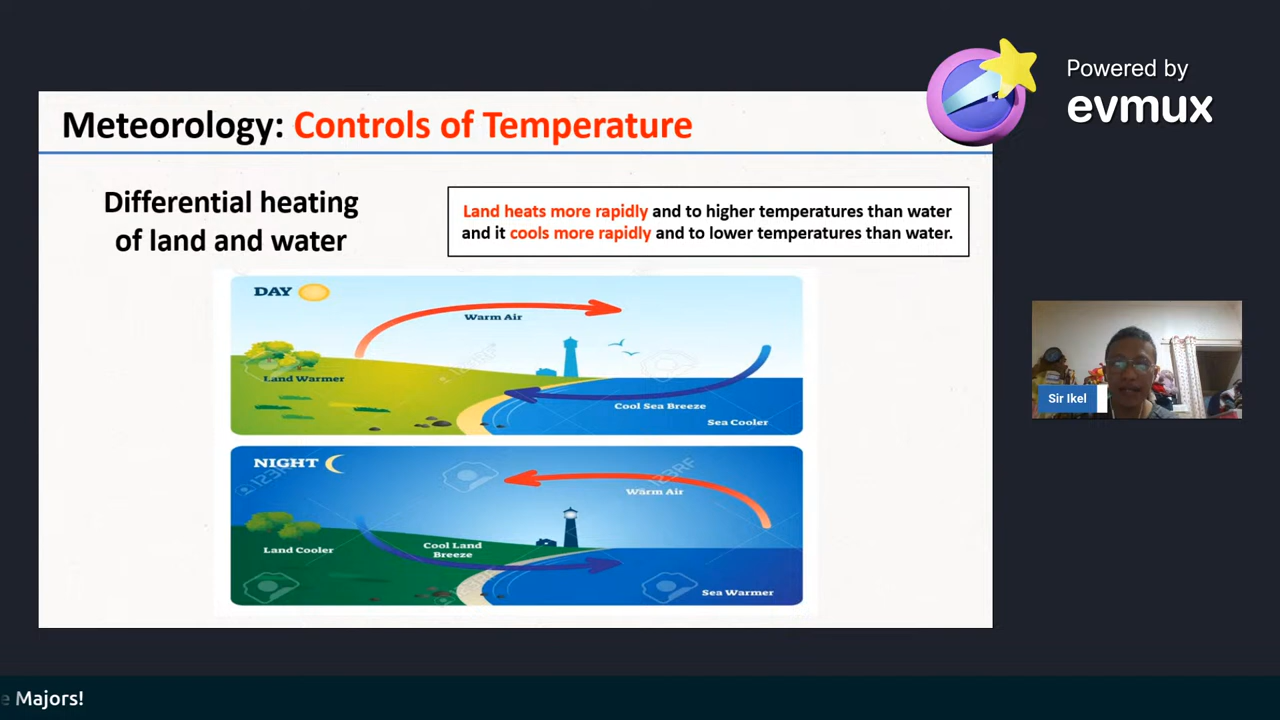 Powered by
evmux
Meteorology: Controls of Temperature
Differential heating
of land and water
Land heats more rapidly and to higher temperatures than water
and it cools more rapidly and to lower temperatures than water.
DAY
Warm Air
Land Warmer
Cool Sea Breeze
Sea Cooler
NIGHT
123RF
123RF
Warm Air
Land Cooler
Cool Land
Breeze
Sea Warmer
Sir Ikel
e Majors!